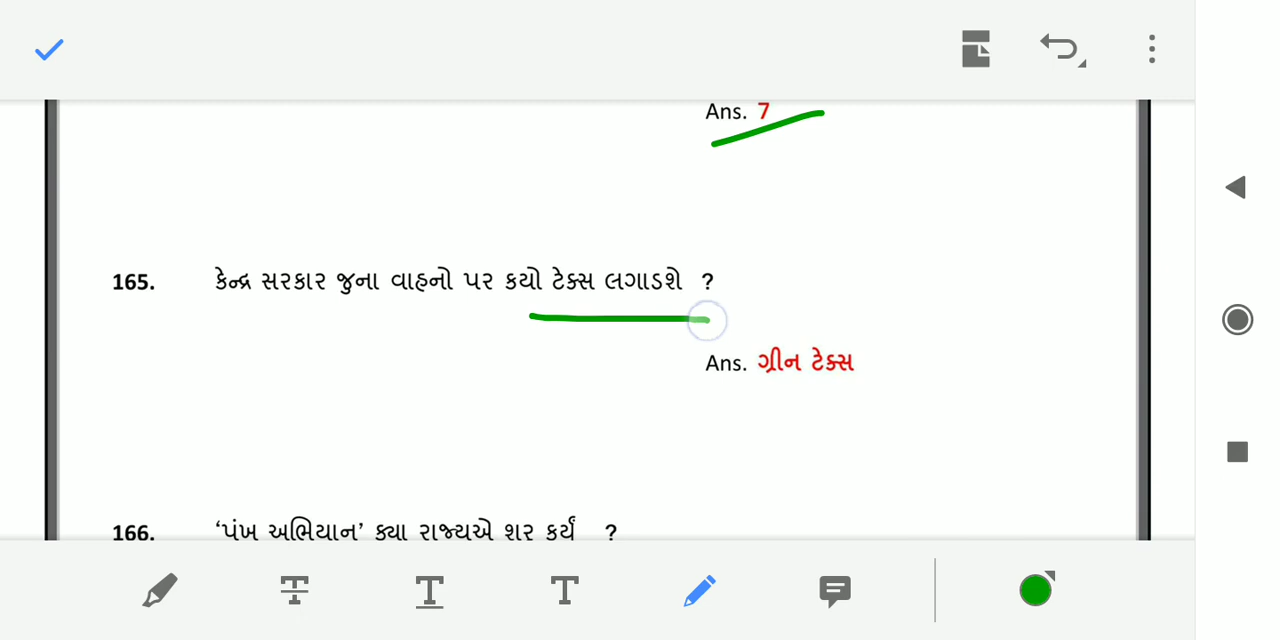 Ans. 7
165. કેન્દ્ર સરકાર જુના વાહનો પર કયો ટેક્સ લગાડશે ?
Ans. ગ્રીન ટેક્સ
166. ‘પંખ અભિયાન’ ક્યા રાજ્યએ શરૂ કર્યું ?